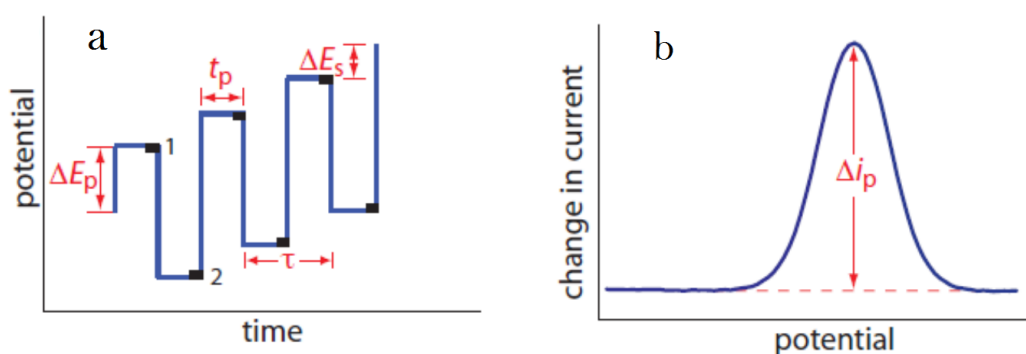 a
potential
ΔEp
1
2
tp
τ
ΔEs
time
b
change in current
Δip
potential